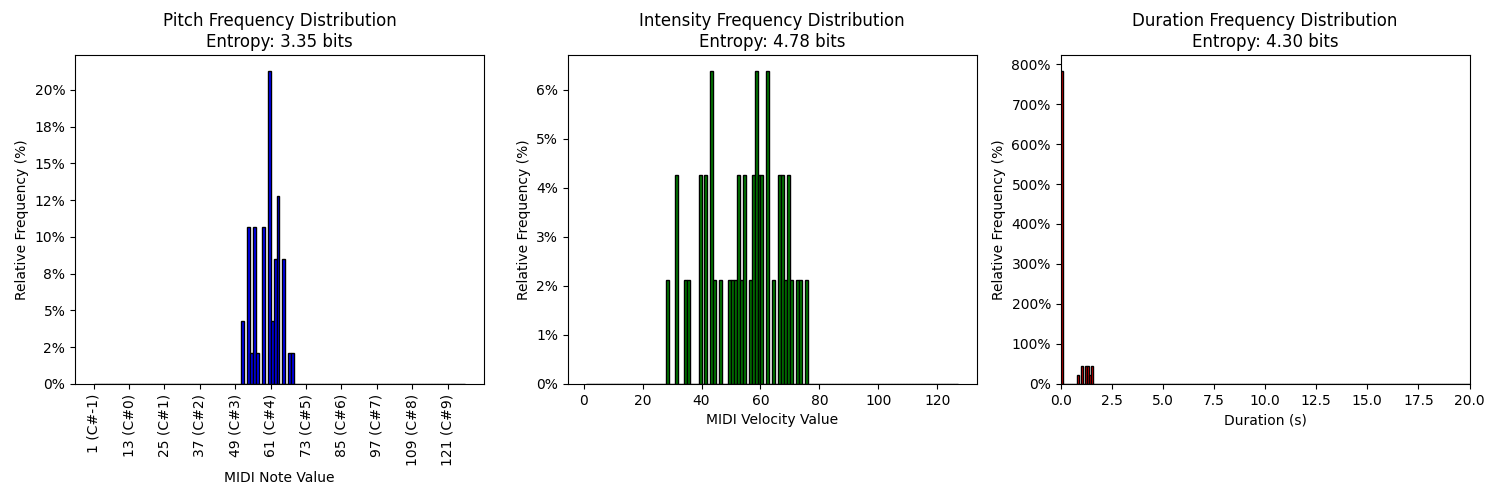 Pitch Frequency Distribution
Entropy: 3.35 bits
Relative Frequency (%)
20%
18%
15%
12%
10%
8%
5%
2%
0%
1 (C#-1)
13 (C#0)
25 (C#1)
37 (C#2)
49 (C#3)
61 (C#4)
73 (C#5)
85 (C#6)
97 (C#7)
109 (C#8)
121 (C#9)
MIDI Note Value
Intensity Frequency Distribution
Entropy: 4.78 bits
Relative Frequency (%)
6%
5%
4%
3%
2%
1%
0%
0 20 40 60 80 100 120
MIDI Velocity Value
Duration Frequency Distribution
Entropy: 4.30 bits
Relative Frequency (%)
800%
700%
600%
500%
400%
300%
200%
100%
0%
0.0 2.5 5.0 7.5 10.0 12.5 15.0 17.5 20.0
Duration (s)